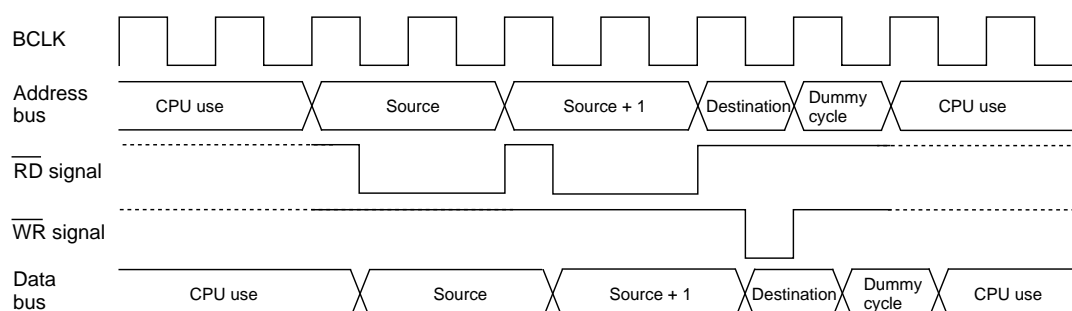 BCLK
Address
bus
CPU use
Source
Source + 1
Destination
Dummy
cycle
CPU use
RD signal
WR signal
Data
bus
CPU use
Source
Source + 1
Destination
Dummy
cycle
CPU use